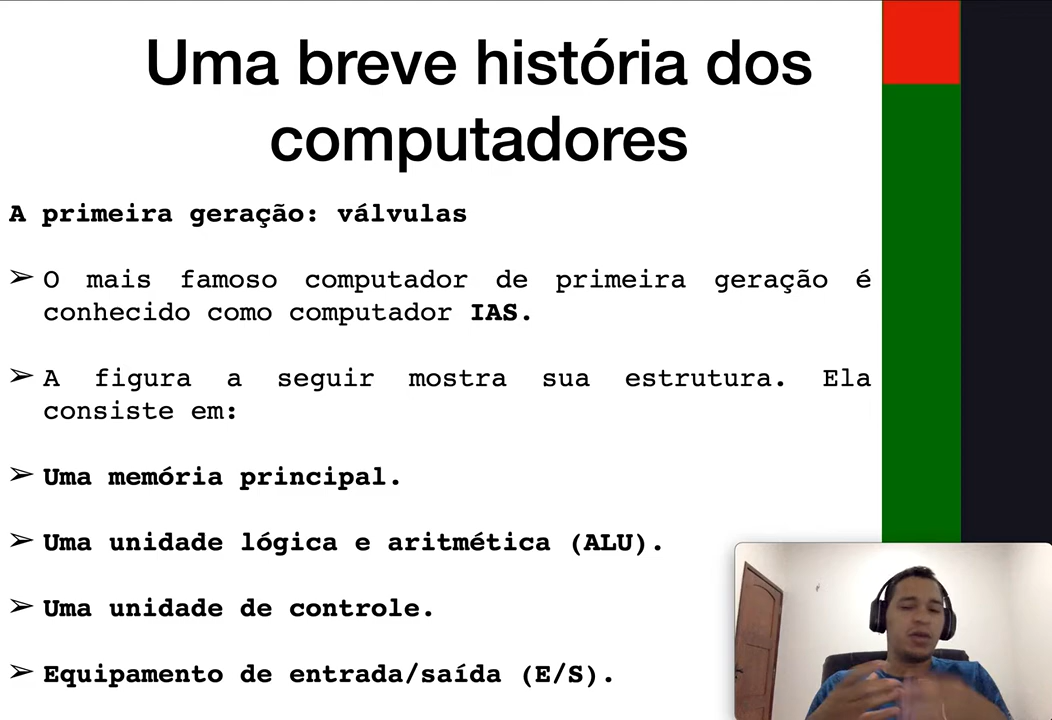 Uma breve história dos
computadores
A primeira geração: válvulas
➢ O mais famoso computador de primeira geração é
conhecido como computador IAS.
➢ A figura a seguir mostra sua estrutura. Ela
consiste em:
➢ Uma memória principal.
➢ Uma unidade lógica e aritmética (ALU).
➢ Uma unidade de controle.
➢ Equipamento de entrada/saída (E/S).